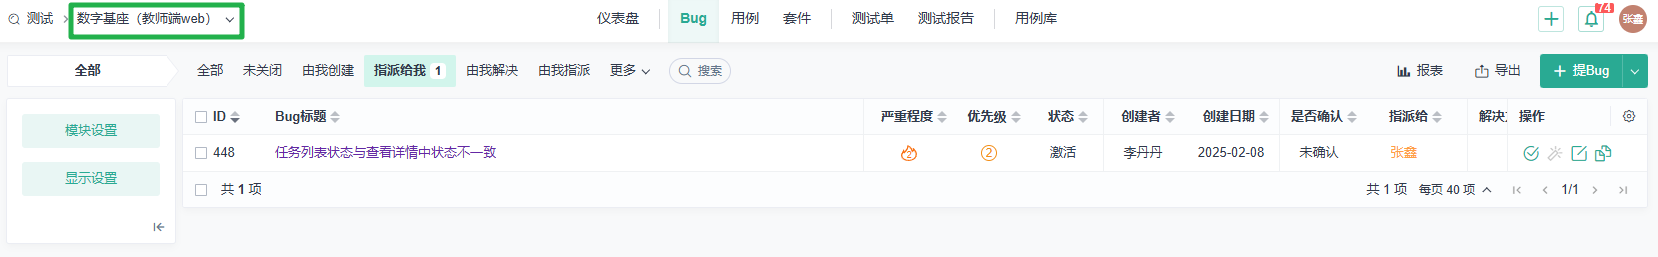 测试 数字基座（教师端web） 仪表盘 Bug 用例 套件 测试单 测试报告 用例库 74 张鑫
全部 全部 未关闭 由我创建 指派给我 1 由我解决 由我指派 更多 搜索 报表 导出 提Bug
ID Bug标题 严重程度 优先级 状态 创建者 创建日期 是否确认 指派给 解决 操作
模块设置
448 任务列表状态与查看详情中状态不一致 2 2 激活 李丹丹 2025-02-08 未确认 张鑫
显示设置
共 1 项 共 1 项 每页 40 项 1/1